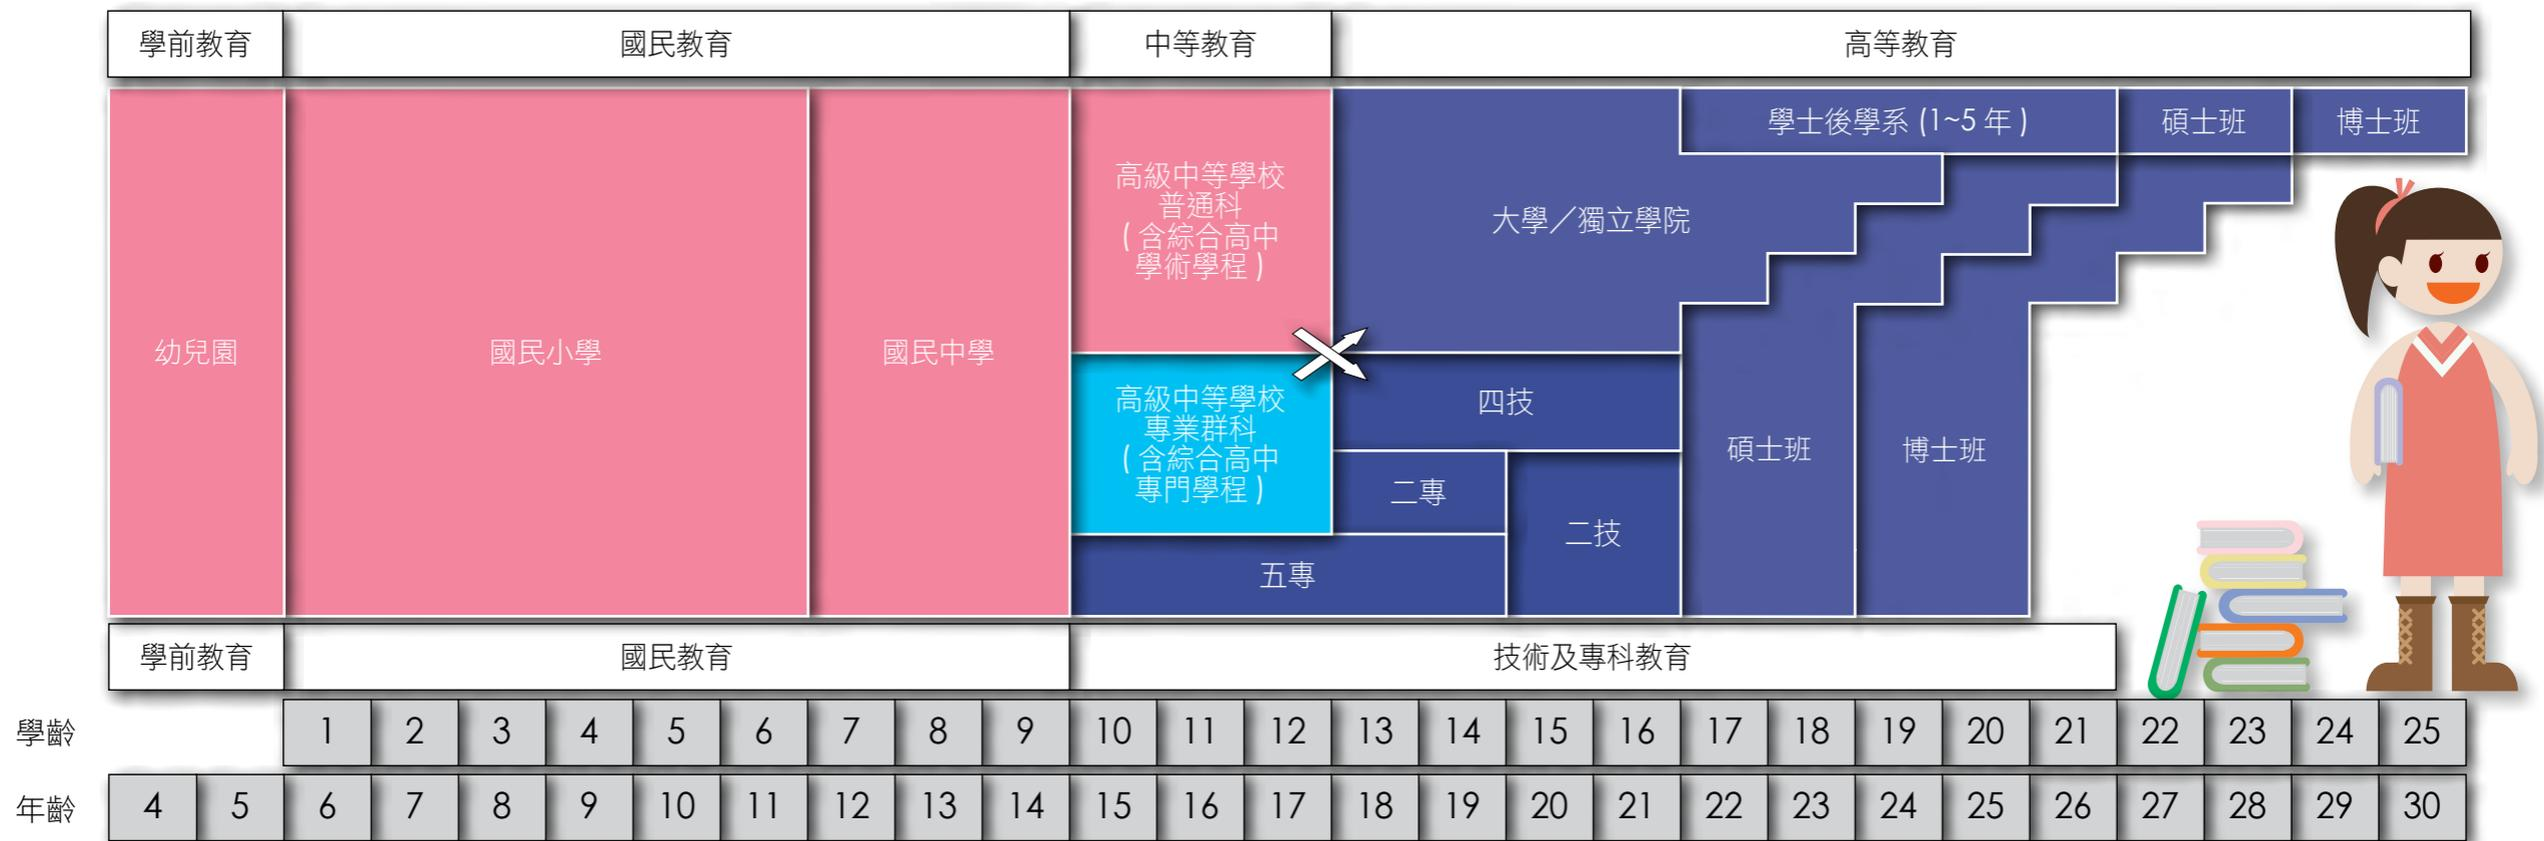 學前教育
國民教育
中等教育
高等教育
幼兒園
國民小學
國民中學
高級中等學校
普通科
( 含綜合高中
學術學程 )
高級中等學校
專業群科
( 含綜合高中
專門學程 )
五專
大學／獨立學院
四技
二專
二技
學士後學系 (1~5 年 )
碩士班
博士班
碩士班
博士班
學前教育
國民教育
技術及專科教育
學齡 1 2 3 4 5 6 7 8 9 10 11 12 13 14 15 16 17 18 19 20 21 22 23 24 25
年齡 4 5 6 7 8 9 10 11 12 13 14 15 16 17 18 19 20 21 22 23 24 25 26 27 28 29 30